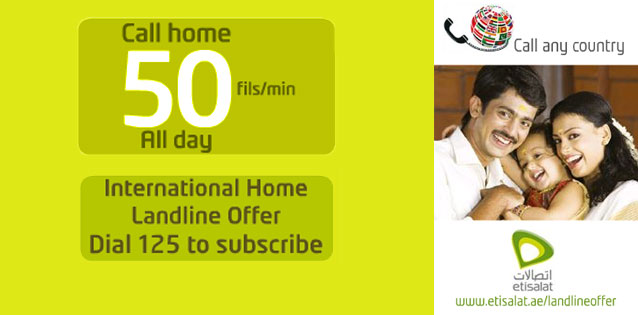 Call home
50 fils/min
All day
International Home
Landline Offer
Dial 125 to subscribe
Call any country
اتصالات
etisalat
www.etisalat.ae/landlineoffer